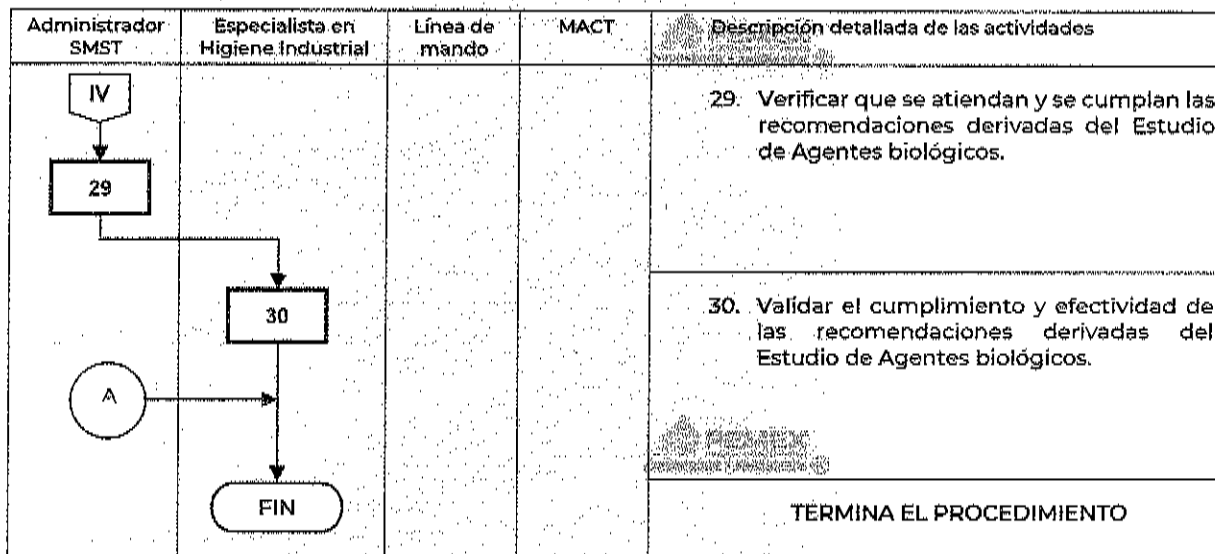 Administrador SMST
Especialista en Higiene Industrial
Línea de mando
MACT
Descripción detallada de las actividades
IV
29
29. Verificar que se atiendan y se cumplan las
recomendaciones derivadas del Estudio
de Agentes biológicos.
30
30. Validar el cumplimiento y efectividad de
las recomendaciones derivadas del
Estudio de Agentes biológicos.
A
FIN
TERMINA EL PROCEDIMIENTO